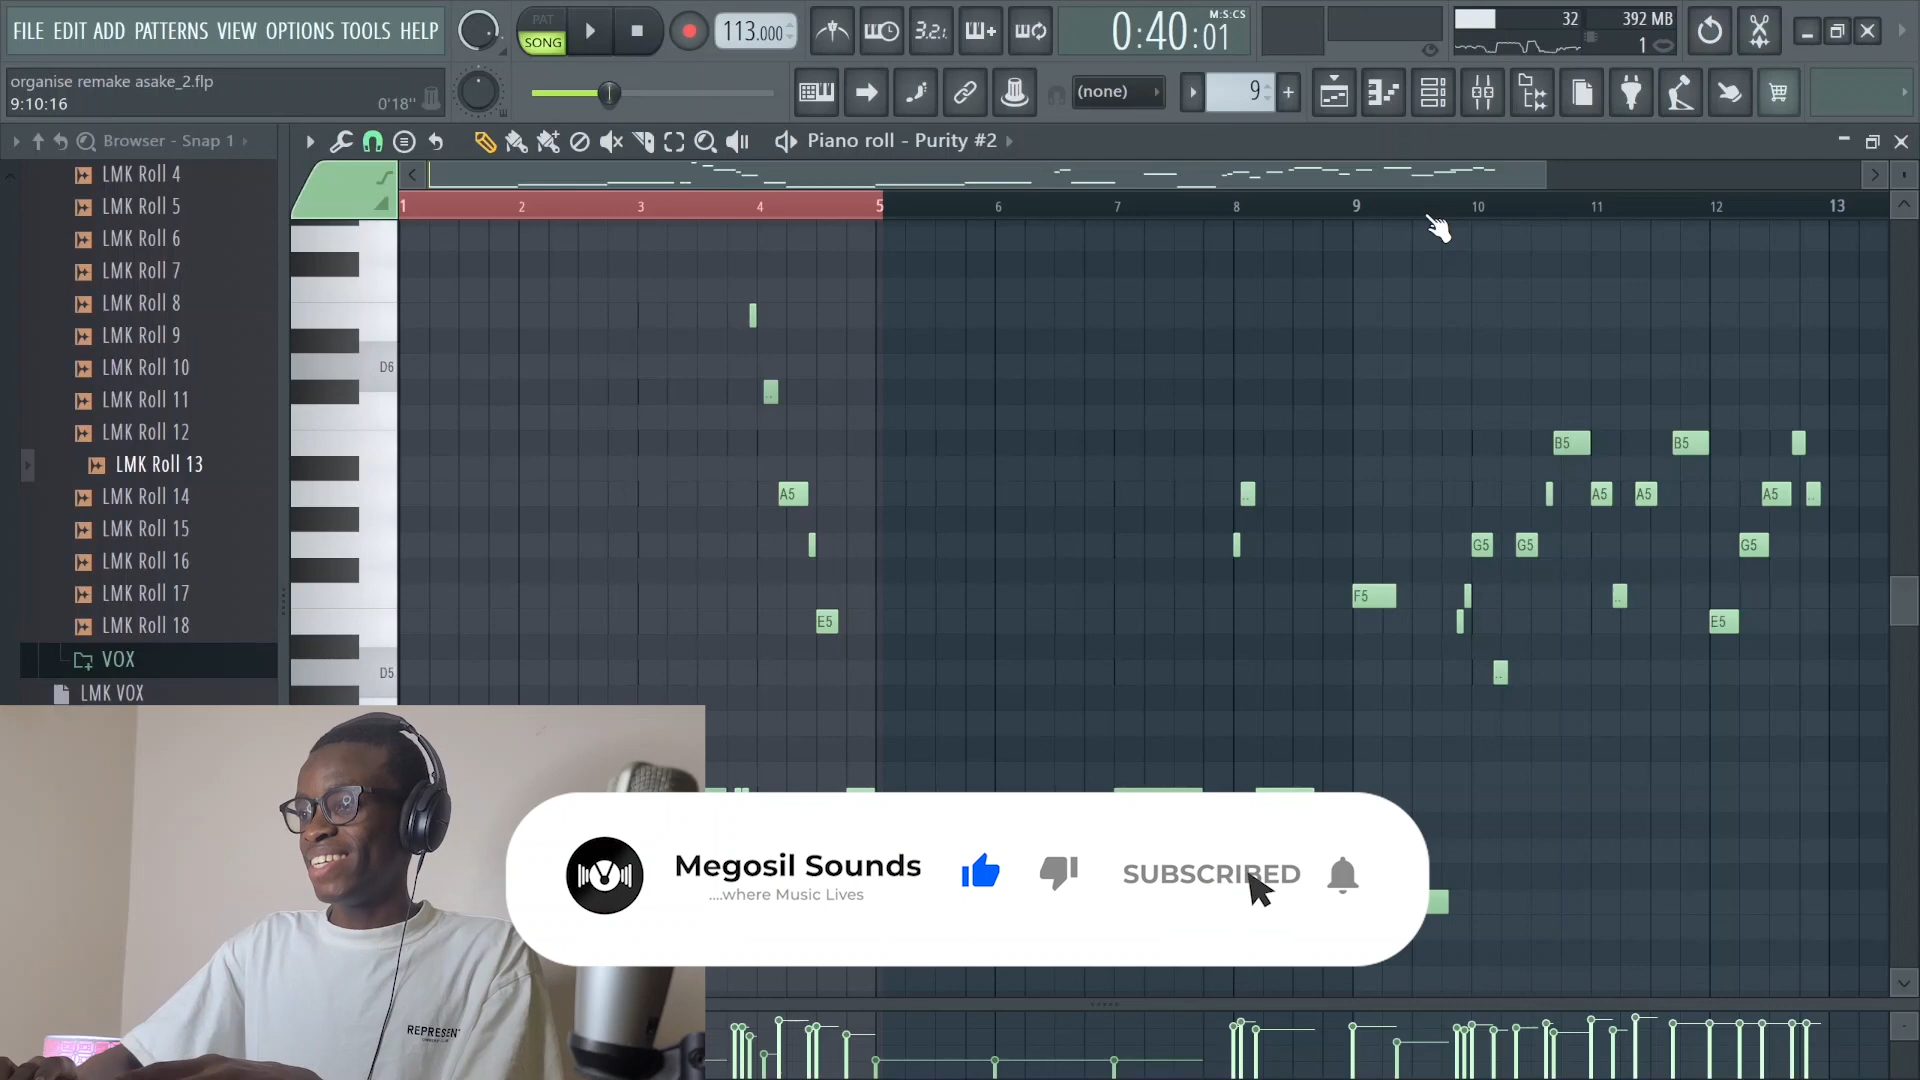 FILE EDIT ADD PATTERNS VIEW OPTIONS TOOLS HELP
PAT
SONG
113.000
3.2.
0:40:01
M:S:CS
32
392 MB
1
organise remake asake_2.flp
9:10:16
0'18"
(none)
9
Browser - Snap 1
Piano roll - Purity #2
LMK Roll 4
LMK Roll 5
LMK Roll 6
LMK Roll 7
LMK Roll 8
LMK Roll 9
LMK Roll 10
LMK Roll 11
LMK Roll 12
LMK Roll 13
LMK Roll 14
LMK Roll 15
LMK Roll 16
LMK Roll 17
LMK Roll 18
VOX
LMK VOX
1 2 3 4 5 6 7 8 9 10 11 12 13
D6
D5
B5 B5
A5 A5 A5 A5
G5 G5 G5
F5
E5 E5
Megosil Sounds
....where Music Lives
SUBSCRIBED
REPRESENT